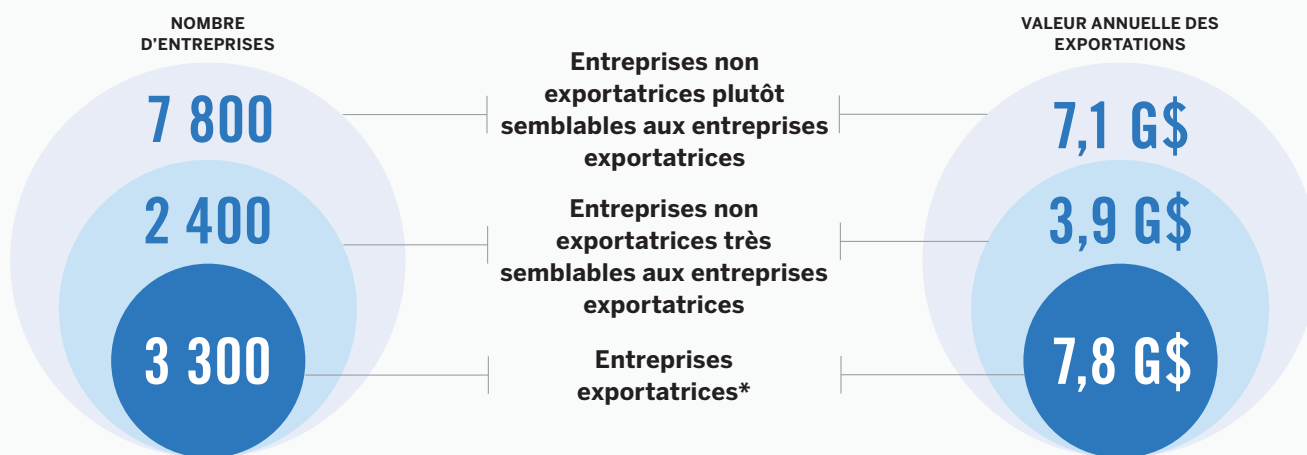 NOMBRE
D’ENTREPRISES
7 800
2 400
3 300
Entreprises non
exportatrices plutôt
semblables aux entreprises
exportatrices
Entreprises non
exportatrices très
semblables aux entreprises
exportatrices
Entreprises
exportatrices*
VALEUR ANNUELLE DES
EXPORTATIONS
7,1 G$
3,9 G$
7,8 G$